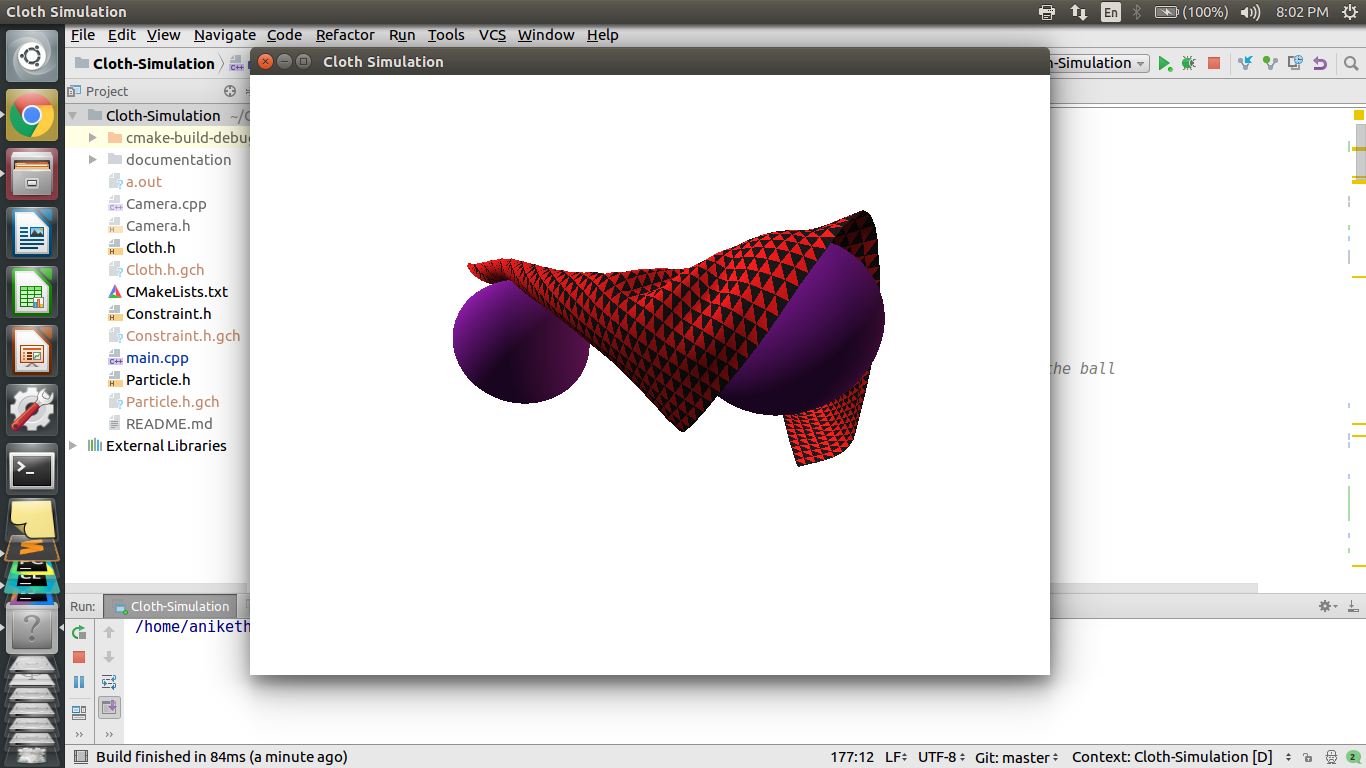 Cloth Simulation
En
(100%)
8:02 PM
File Edit View Navigate Code Refactor Run Tools VCS Window Help
Cloth-Simulation
Cloth Simulation
-Simulation
Project
Cloth-Simulation ~/
cmake-build-debu
documentation
a.out
Camera.cpp
Camera.h
Cloth.h
Cloth.h.gch
CMakeLists.txt
Constraint.h
Constraint.h.gch
main.cpp
Particle.h
Particle.h.gch
README.md
External Libraries
the ball
Run: Cloth-Simulation
/home/aniketh
Build finished in 84ms (a minute ago)
177:12 LF UTF-8 Git: master Context: Cloth-Simulation [D] 2